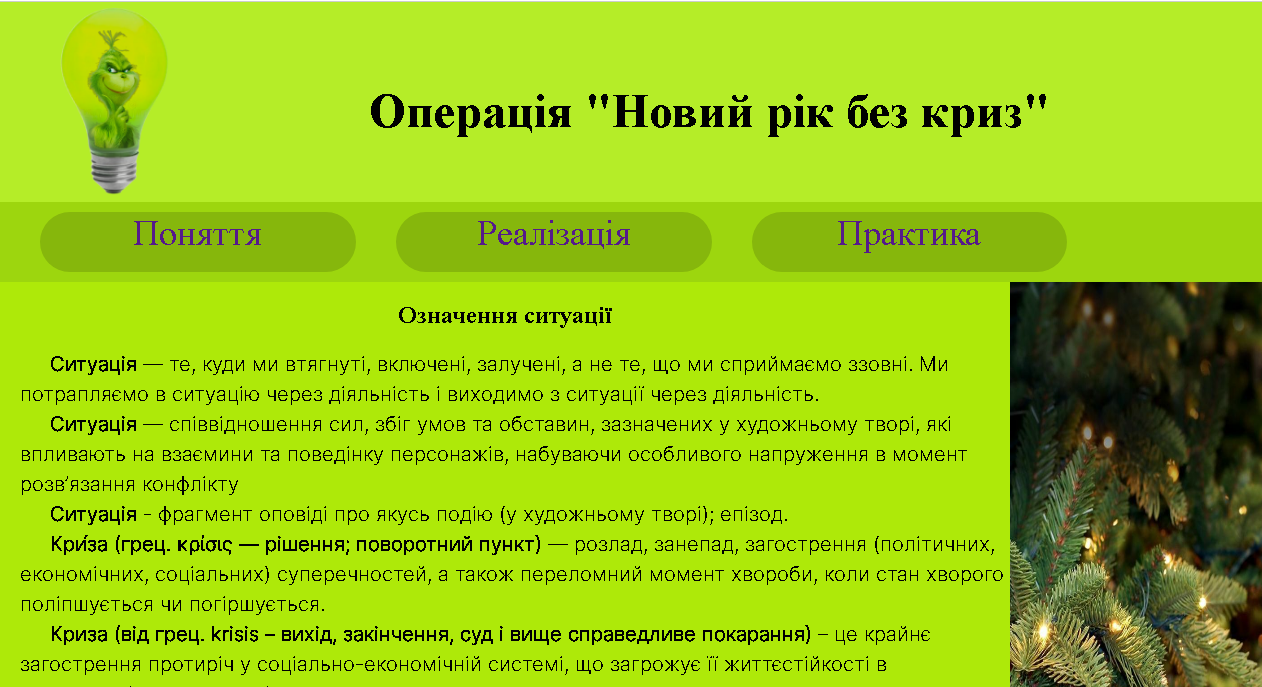 Операція "Новий рік без криз"
Поняття
Реалізація
Практика
Означення ситуації
Ситуація — те, куди ми втягнуті, включені, залучені, а не те, що ми сприймаємо ззовні. Ми
потрапляємо в ситуацію через діяльність і виходимо з ситуації через діяльність.
Ситуація — співвідношення сил, збіг умов та обставин, зазначених у художньому творі, які
впливають на взаємини та поведінку персонажів, набуваючи особливого напруження в момент
розв’язання конфлікту
Ситуація - фрагмент оповіді про якусь подію (у художньому творі); епізод.
Кри́за (грец. κρίσις — рішення; поворотний пункт) — розлад, занепад, загострення (політичних,
економічних, соціальних) суперечностей, а також переломний момент хвороби, коли стан хворого
поліпшується чи погіршується.
Криза (від грец. krisis – вихід, закінчення, суд і вище справедливе покарання) – це крайнє
загострення протиріч у соціально-економічній системі, що загрожує її життєстійкості в